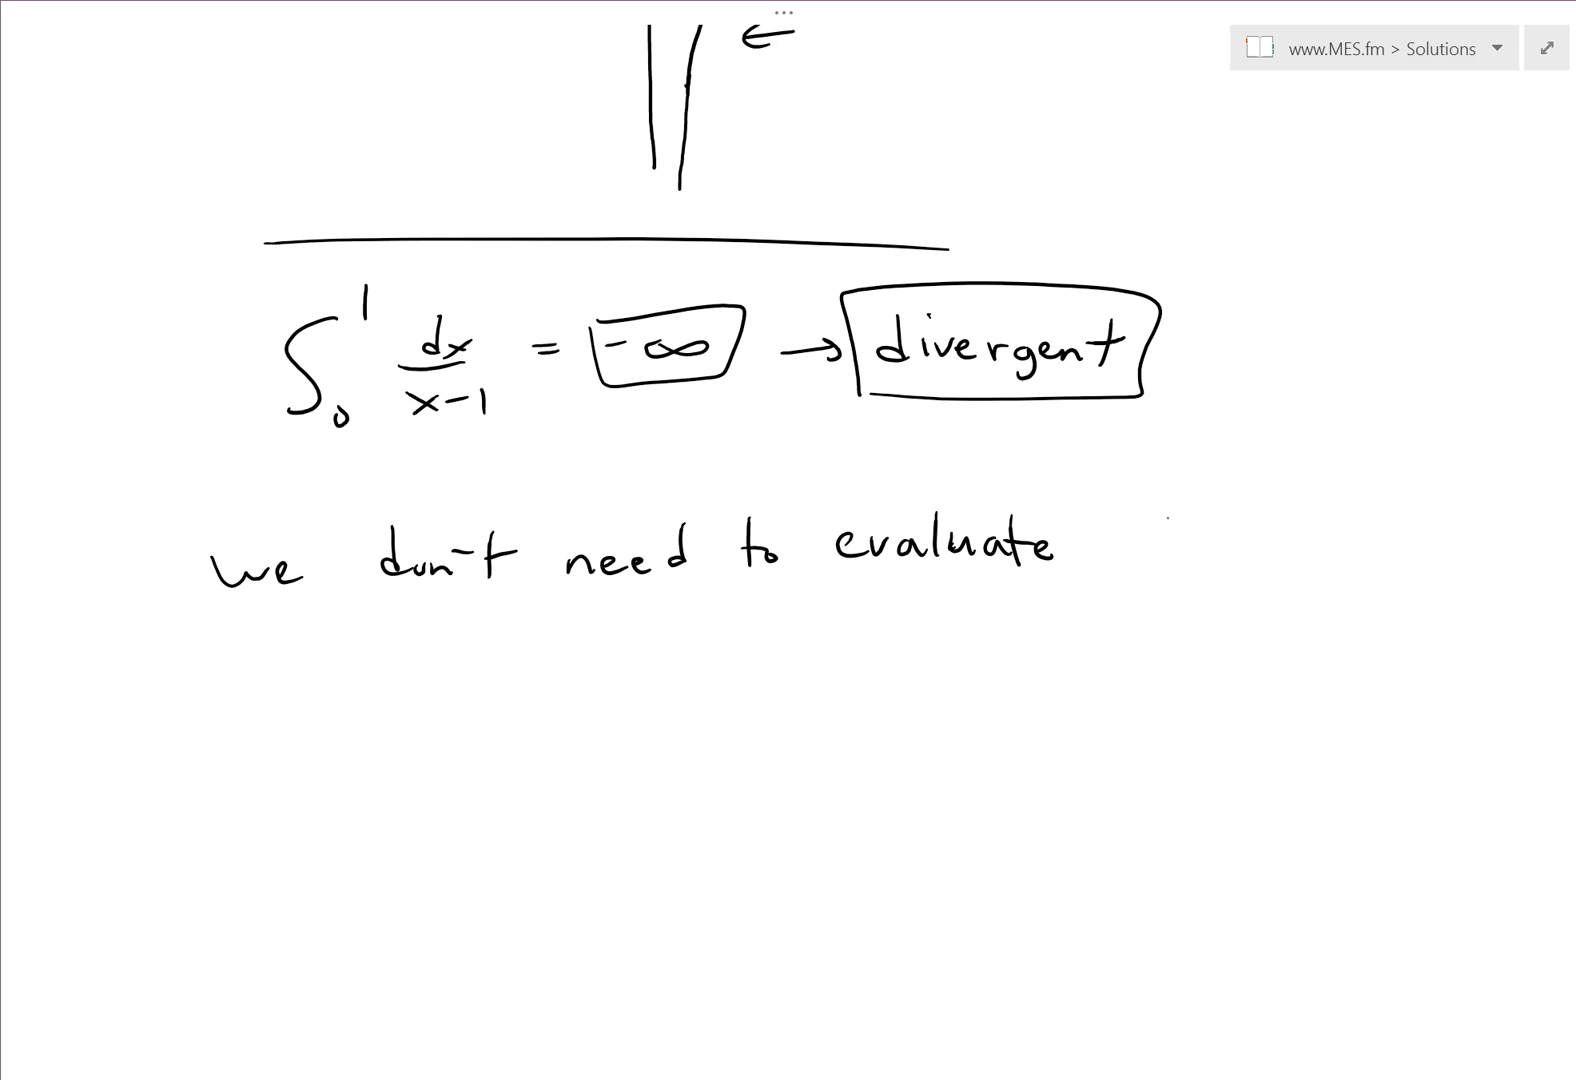 www.MES.fm > Solutions
∫₀¹ dx/(x-1) = -∞ → divergent
we don't need to evaluate